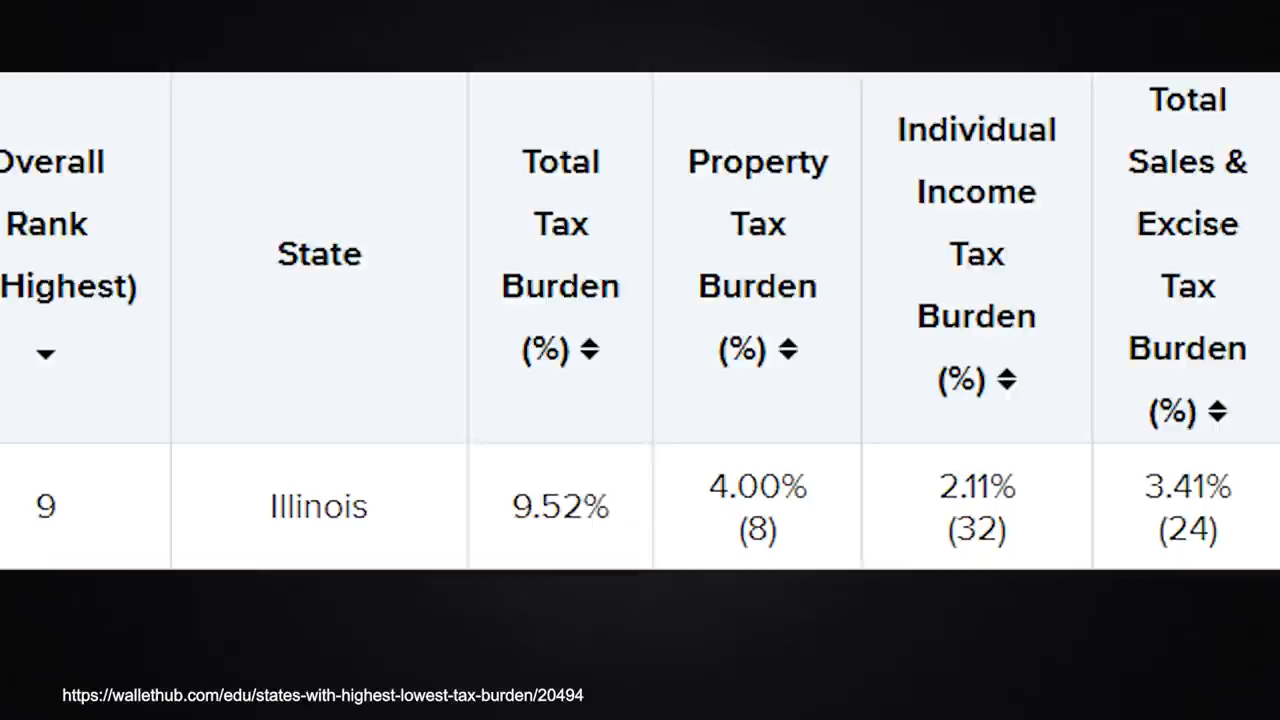 Overall
Rank
Highest)
State
Total
Tax
Burden
(%)
Property
Tax
Burden
(%)
Individual
Income
Tax
Burden
(%)
Total
Sales &
Excise
Tax
Burden
(%)
9
Illinois
9.52%
4.00%
(8)
2.11%
(32)
3.41%
(24)
https://wallethub.com/edu/states-with-highest-lowest-tax-burden/20494